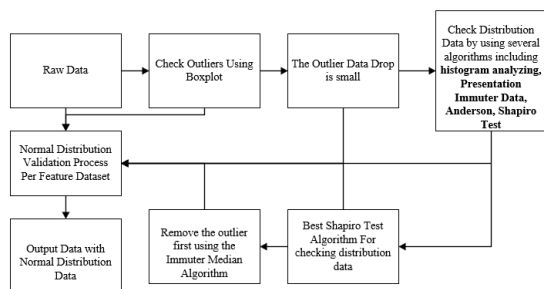 Raw Data
Check Outliers Using
Boxplot
The Outlier Data Drop
is small
Check Distribution
Data by using several
algorithms including
histogram analyzing,
Presentation
Immuter Data,
Anderson, Shapiro
Test
Normal Distribution
Validation Process
Per Feature Dataset
Output Data with
Normal Distribution
Data
Remove the outlier
first using the
Immuter Median
Algorithm
Best Shapiro Test
Algorithm For
checking distribution
data